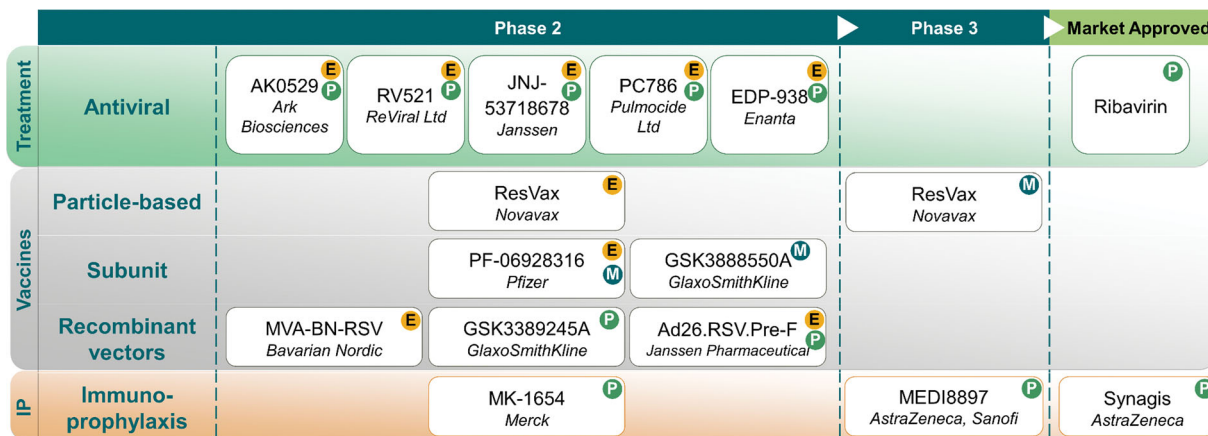 Phase 2
Phase 3
Market Approved
Treatment
Antiviral
AK0529
Ark
Biosciences
E
P
RV521
ReViral Ltd
E
P
JNJ-
53718678
Janssen
E
P
PC786
Pulmocide
Ltd
E
P
EDP-938
Enanta
E
P
Ribavirin
P
Vaccines
Particle-based
ResVax
Novavax
E
ResVax
Novavax
M
Subunit
PF-06928316
Pfizer
E
M
GSK3888550A
GlaxoSmithKline
M
Recombinant
vectors
MVA-BN-RSV
Bavarian Nordic
E
GSK3389245A
GlaxoSmithKline
P
Ad26.RSV.Pre-F
Janssen Pharmaceutical
E
P
IP
Immuno-
prophylaxis
MK-1654
Merck
P
MEDI8897
AstraZeneca, Sanofi
P
Synagis
AstraZeneca
P